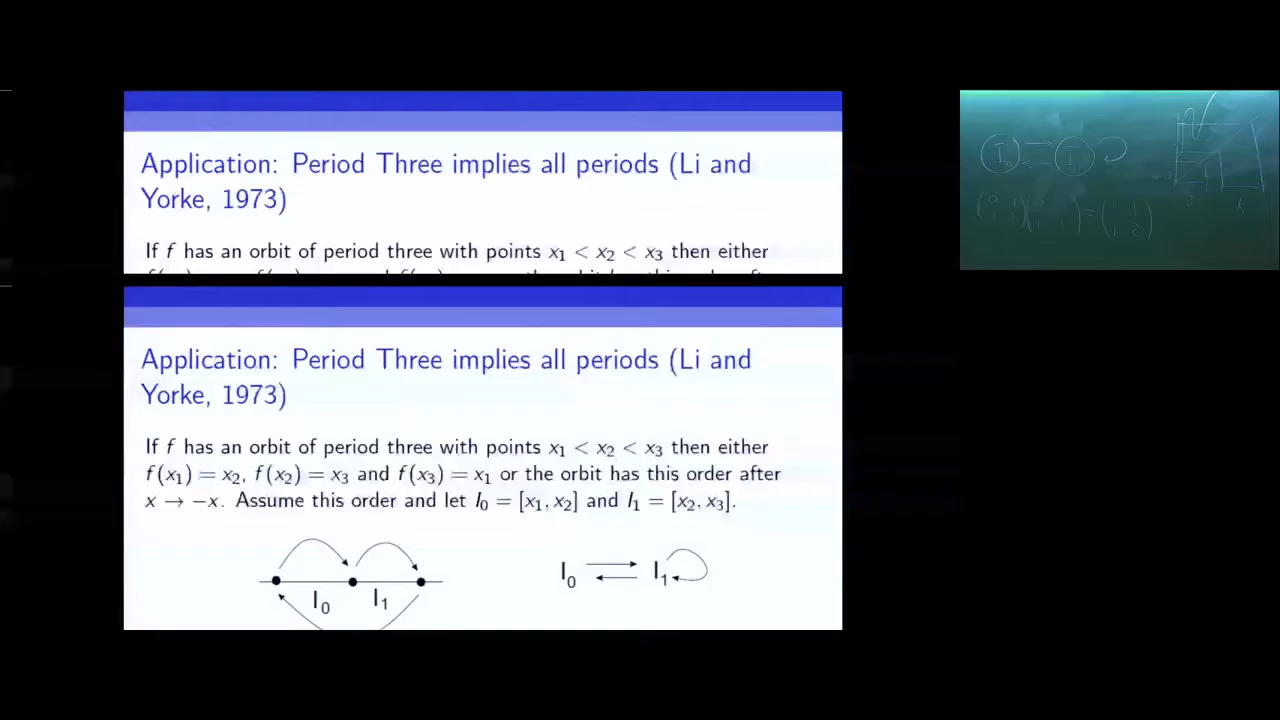 Application: Period Three implies all periods (Li and
Yorke, 1973)
If f has an orbit of period three with points x₁ < x₂ < x₃ then either
Application: Period Three implies all periods (Li and
Yorke, 1973)
If f has an orbit of period three with points x₁ < x₂ < x₃ then either
f(x₁) = x₂, f(x₂) = x₃ and f(x₃) = x₁ or the orbit has this order after
x → −x. Assume this order and let I₀ = [x₁, x₂] and I₁ = [x₂, x₃].
I₀ I₁
I₀ I₁